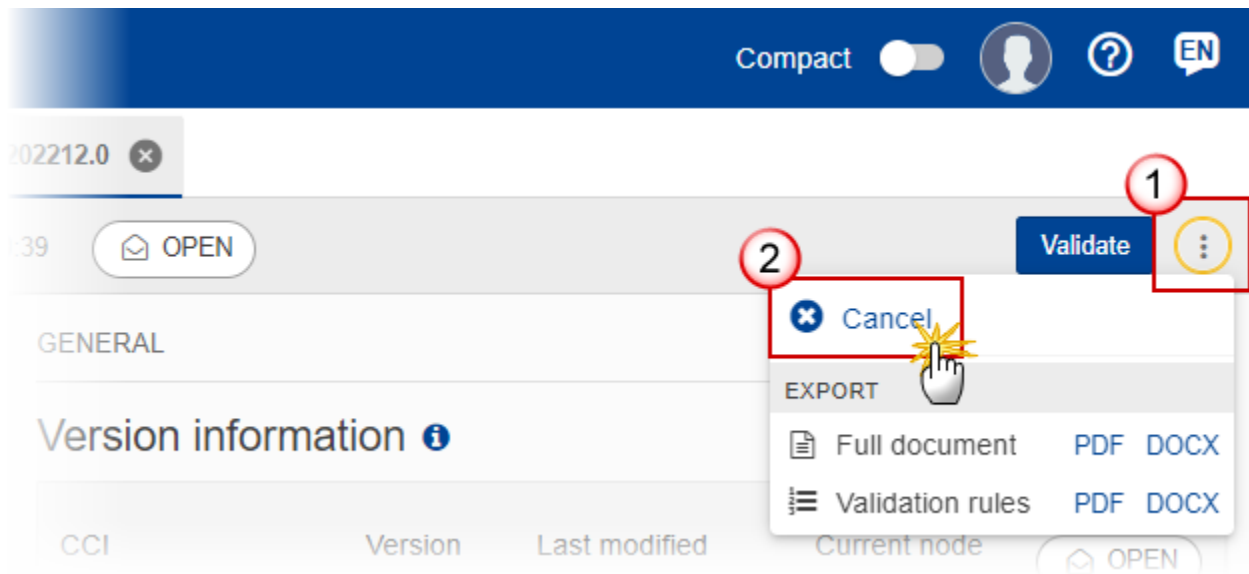 Compact EN
202212.0
:39 OPEN Validate 1
2
Cancel
GENERAL
EXPORT
Version information
Full document PDF DOCX
Validation rules PDF DOCX
CCI Version Last modified Current node OPEN